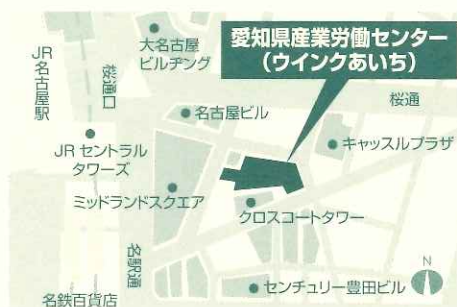 愛知県産業労働センター
(ウインクあいち)
大名古屋
ビルヂング
JR
名古屋駅
桜通口
桜通
名古屋ビル
JRセントラル
タワーズ
キャッスルプラザ
ミッドランドスクエア
クロスコートタワー
名駅通
名鉄百貨店
センチュリー豊田ビル
N